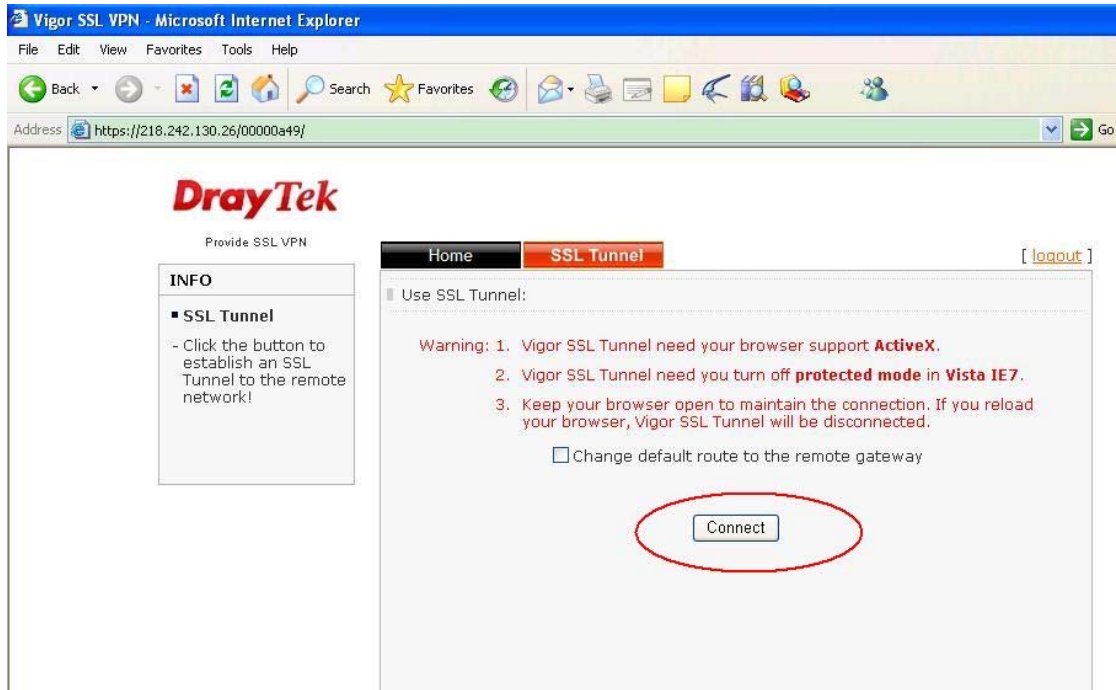 Vigor SSL VPN - Microsoft Internet Explorer
File Edit View Favorites Tools Help
Back Search Favorites
Address https://218.242.130.26/00000a49/ Go
DrayTek
Provide SSL VPN
Home SSL Tunnel [ logout ]
INFO
SSL Tunnel
- Click the button to
establish an SSL
Tunnel to the remote
network!
Use SSL Tunnel:
Warning: 1. Vigor SSL Tunnel need your browser support ActiveX.
2. Vigor SSL Tunnel need you turn off protected mode in Vista IE7.
3. Keep your browser open to maintain the connection. If you reload
your browser, Vigor SSL Tunnel will be disconnected.
Change default route to the remote gateway
Connect